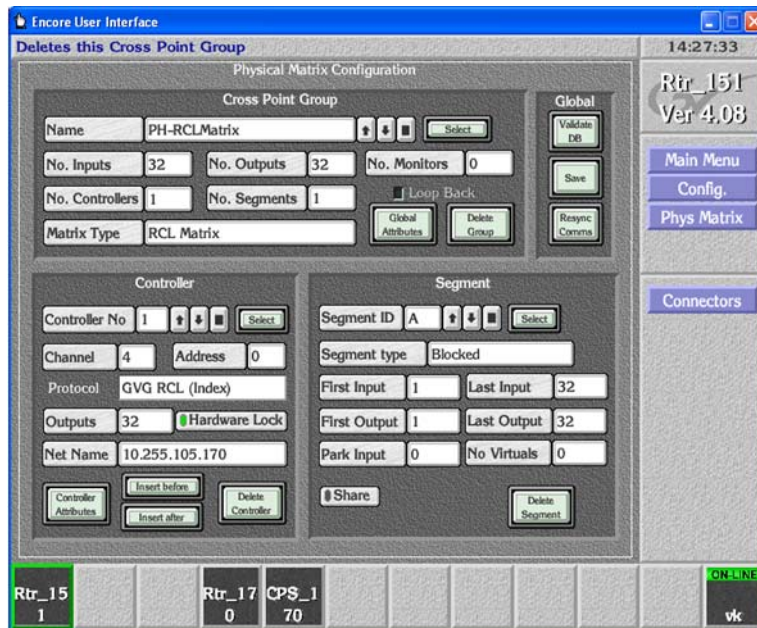 Encore User Interface
Deletes this Cross Point Group
14:27:33
Physical Matrix Configuration
Cross Point Group
Name PH-RCLMatrix Select
No. Inputs 32 No. Outputs 32 No. Monitors 0
No. Controllers 1 No. Segments 1 Loop Back
Matrix Type RCL Matrix
Global Attributes
Delete Group
Global
Validate DB
Save
Resync Comms
Rtr_151
Ver 4.08
Main Menu
Config.
Phys Matrix
Connectors
Controller
Controller No 1 Select
Channel 4 Address 0
Protocol GVG RCL (Index)
Outputs 32 Hardware Lock
Net Name 10.255.105.170
Controller Attributes
Insert before
Insert after
Delete Controller
Segment
Segment ID A Select
Segment type Blocked
First Input 1 Last Input 32
First Output 1 Last Output 32
Park Input 0 No Virtuals 0
Share
Delete Segment
Rtr_15
1
Rtr_17
0
CPS_1
70
ON-LINE
vk